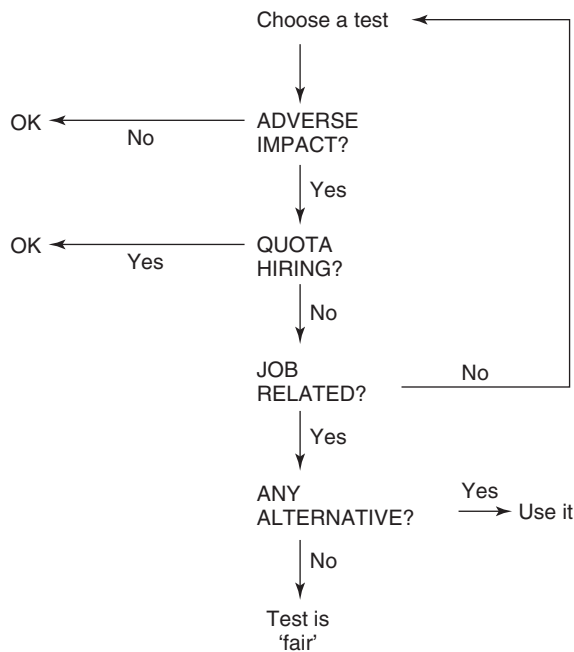 Choose a test
OK
No
ADVERSE
IMPACT?
Yes
OK
Yes
QUOTA
HIRING?
No
JOB
RELATED?
No
Yes
ANY
ALTERNATIVE?
Yes
Use it
No
Test is
‘fair’